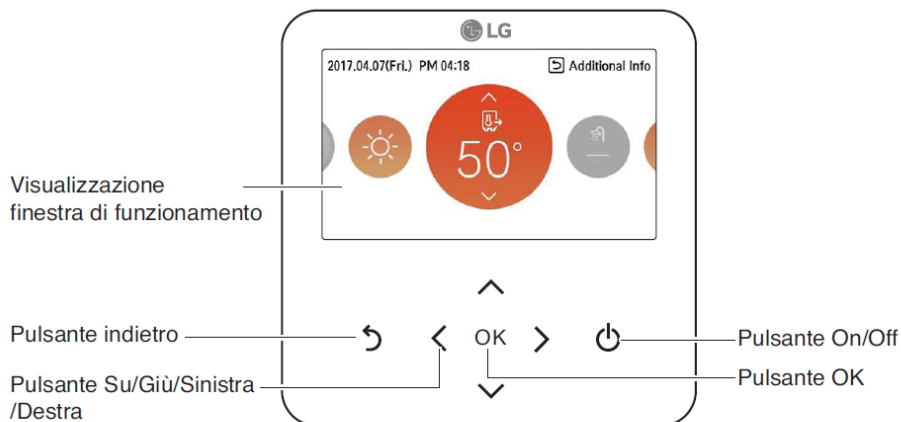 LG
2017.04.07(Fri.) PM 04:18
Additional Info
50°
Visualizzazione
finestra di funzionamento
Pulsante indietro
OK
Pulsante On/Off
Pulsante Su/Giù/Sinistra
/Destra
Pulsante OK